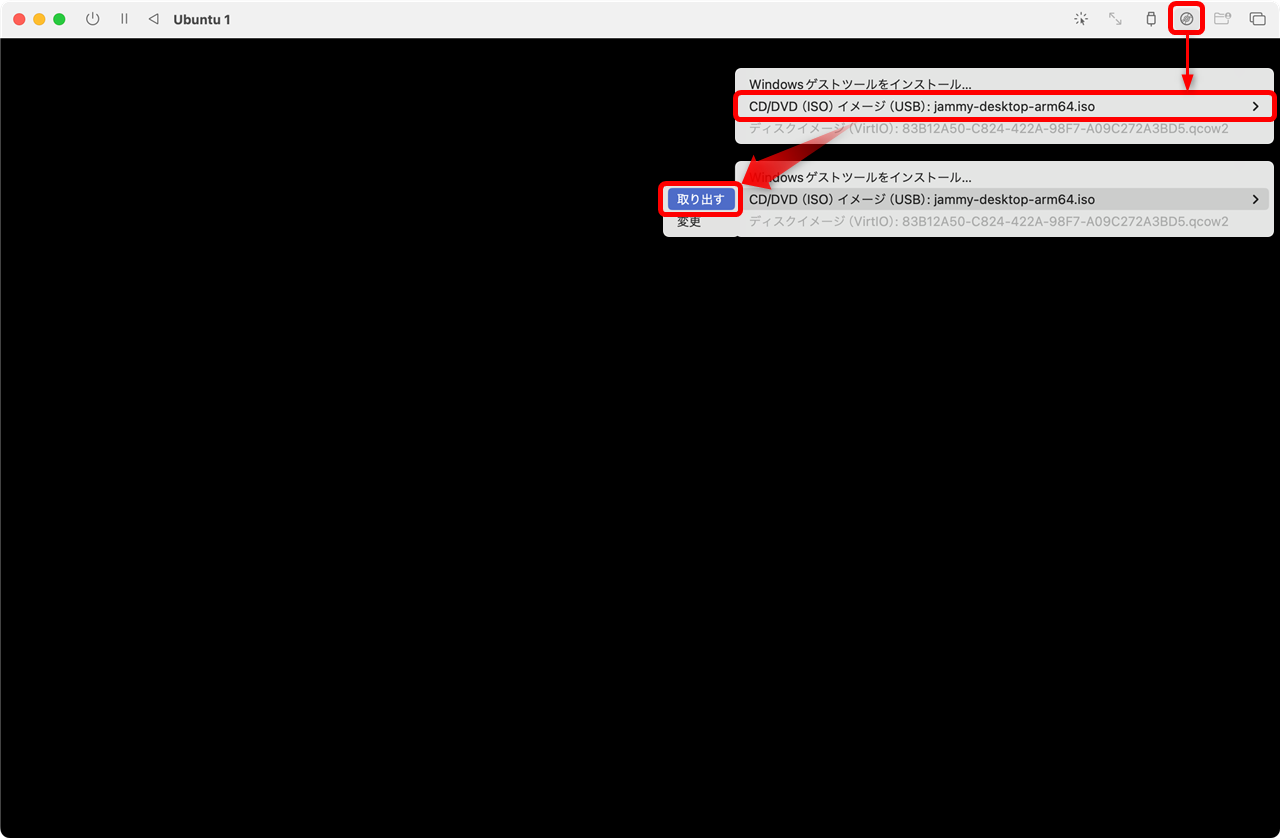 Ubuntu 1
Windowsゲストツールをインストール...
CD/DVD（ISO）イメージ（USB）: jammy-desktop-arm64.iso
ディスクイメージ（VirtIO）: 83B12A50-C824-422A-98F7-A09C272A3BD5.qcow2
Windowsゲストツールをインストール...
取り出す CD/DVD（ISO）イメージ（USB）: jammy-desktop-arm64.iso
変更 ディスクイメージ（VirtIO）: 83B12A50-C824-422A-98F7-A09C272A3BD5.qcow2